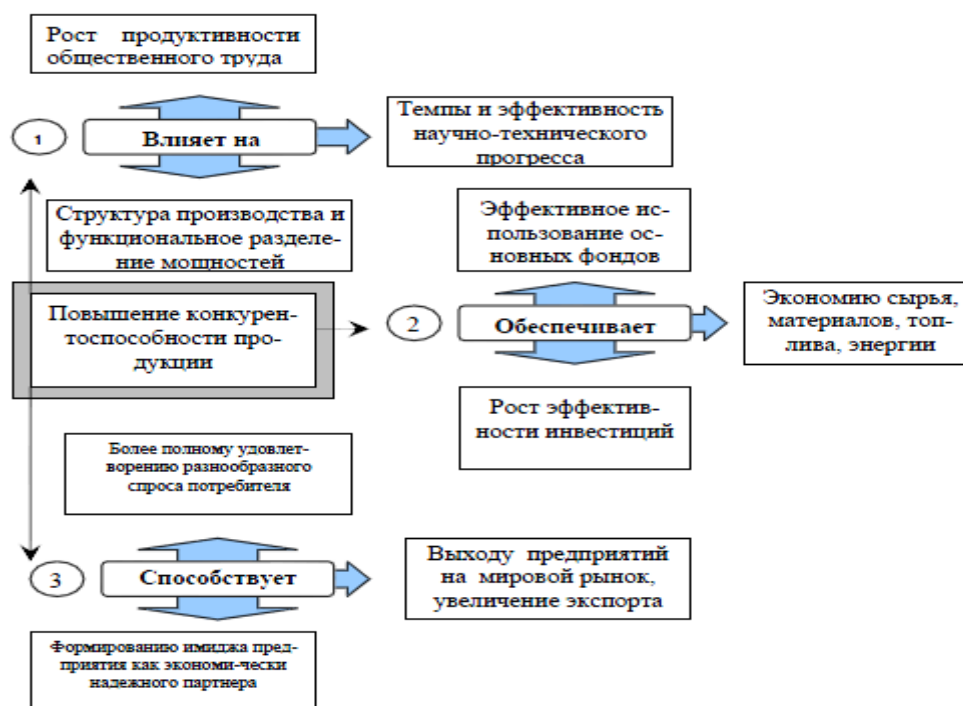 Рост продуктивности
общественного труда
1
Влияет на
Темпы и эффективность
научно-технического
прогресса
Структура производства и
функциональное разделе-
ние мощностей
Эффективное ис-
пользование ос-
новных фондов
Повышение конкурен-
тоспособности про-
дукции
2
Обеспечивает
Экономию сырья,
материалов, топ-
лива, энергии
Рост эффектив-
ности инвестиций
Более полному удовлет-
ворению разнообразного
спроса потребителя
3
Способствует
Выходу предприятий
на мировой рынок,
увеличение экспорта
Формированию имиджа пред-
приятия как экономи-чески
надежного партнера